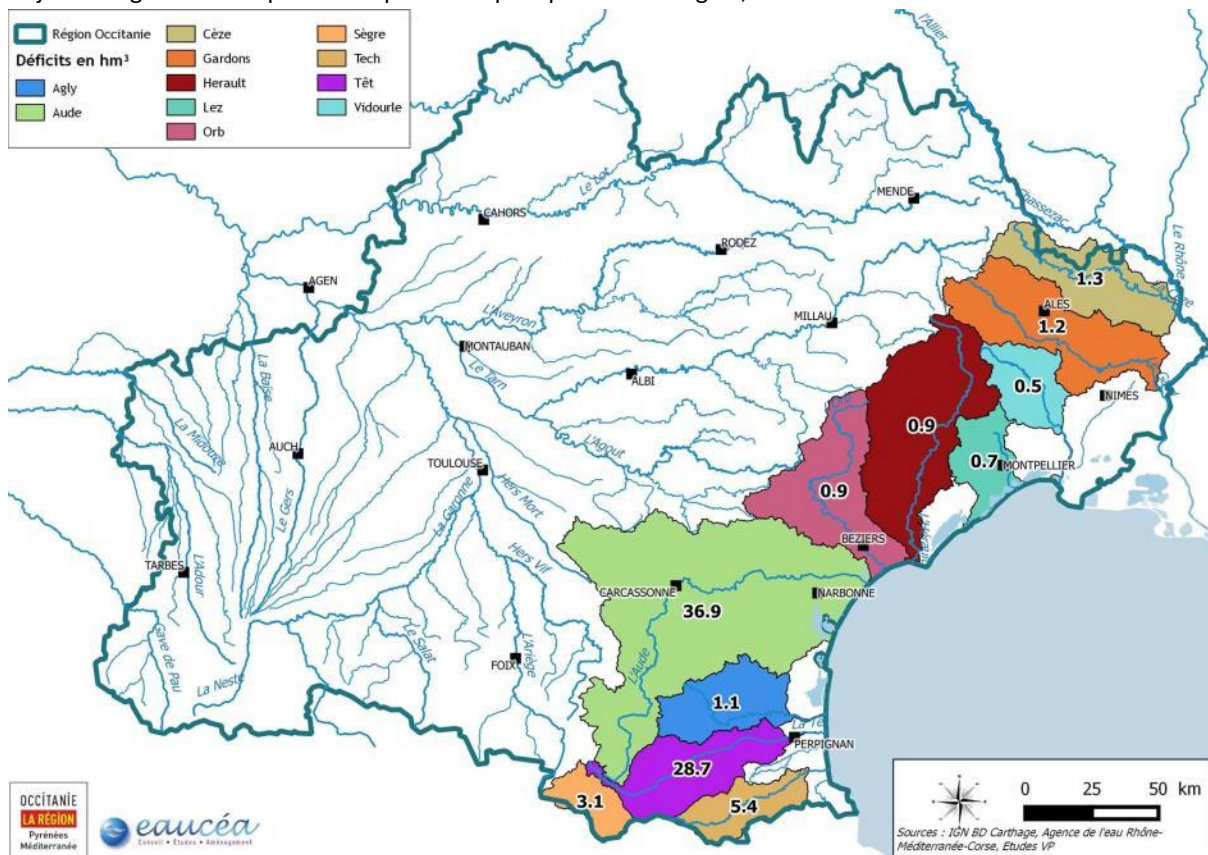 Région Occitanie
Déficits en hm³
Agly
Aude
Cèze
Gardons
Herault
Lez
Orb
Sègre
Tech
Têt
Vidourle
l'Allier
Le Lot
CAHORS
MENDE
Chassezac
Le Rhône
RODEZ
AGEN
1.3
ALES
1.2
L'Aveyron
MILLAU
MONTAUBAN
Le Tarn
ALBI
La Baïse
0.5
NIMES
La Midouze
AUCH
Le Gers
L'Agout
0.9
TOULOUSE
0.7
MONTPELLIER
La Garonne
Hers Mort
0.9
BEZIERS
L'Hérault
TARBES
L'Adour
Hers Vif
CARCASSONNE
36.9
NARBONNE
Gave de Pau
Le Salat
FOIX
L'Ariège
L'Aude
La Neste
1.1
PERPIGNAN
28.7
3.1
5.4
OCCITANIE
LA RÉGION
Pyrénées
Méditerranée
eaucéa
Conseil • Études • Aménagement
0 25 50 km
Sources : IGN BD Carthage, Agence de l'eau Rhône-
Méditerranée-Corse, Etudes VP